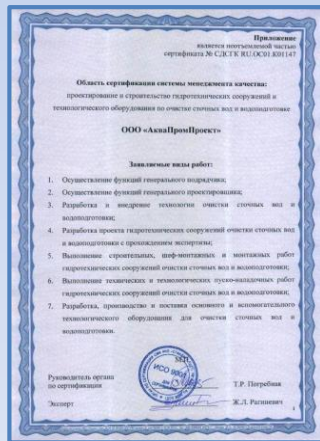 Приложение
является неотъемлемой частью
сертификата № СДСГК RU.ОС01.К01147
Область сертификации системы менеджмента качества:
проектирование и строительство гидротехнических сооружений и
технологического оборудования по очистке сточных вод и водоподготовке
ООО «АкваПромПроект»
Заявляемые виды работ:
1. Осуществление функций генерального подрядчика;
2. Осуществление функций генерального проектировщика;
3. Разработка и внедрение технологии очистки сточных вод и
водоподготовки;
4. Разработка проекта гидротехнических сооружений очистки сточных вод
и водоподготовки с прохождением экспертизы;
5. Выполнение строительных, шеф-монтажных и монтажных работ
гидротехнических сооружений очистки сточных вод и водоподготовки;
6. Выполнение технических и технологических пуско-наладочных работ
гидротехнических сооружений очистки сточных вод и водоподготовки;
7. Разработка, производство и поставка основного и вспомогательного
технологического оборудования для очистки сточных вод и
водоподготовки.
Руководитель органа
по сертификации
ИСО 9001
Т.Р. Погребная
Эксперт
Ж.Л. Рагиневич